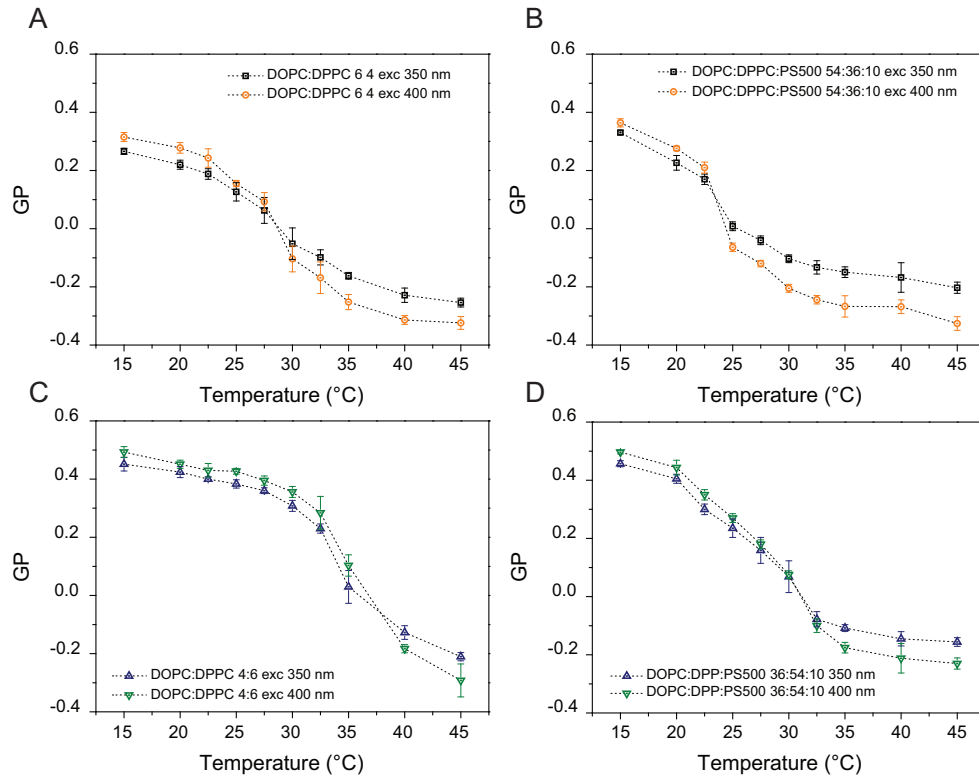 A
B
0.6
0.4
0.2
0.0
-0.2
-0.4
GP
DOPC:DPPC 6 4 exc 350 nm
DOPC:DPPC 6 4 exc 400 nm
15 20 25 30 35 40 45
Temperature (°C)
0.6
0.4
0.2
0.0
-0.2
-0.4
GP
DOPC:DPPC:PS500 54:36:10 exc 350 nm
DOPC:DPPC:PS500 54:36:10 exc 400 nm
15 20 25 30 35 40 45
Temperature (°C)
C
D
0.6
0.4
0.2
0.0
-0.2
-0.4
GP
DOPC:DPPC 4:6 exc 350 nm
DOPC:DPPC 4:6 exc 400 nm
15 20 25 30 35 40 45
Temperature (°C)
0.6
0.4
0.2
0.0
-0.2
-0.4
GP
DOPC:DPP:PS500 36:54:10 350 nm
DOPC:DPP:PS500 36:54:10 400 nm
15 20 25 30 35 40 45
Temperature (°C)